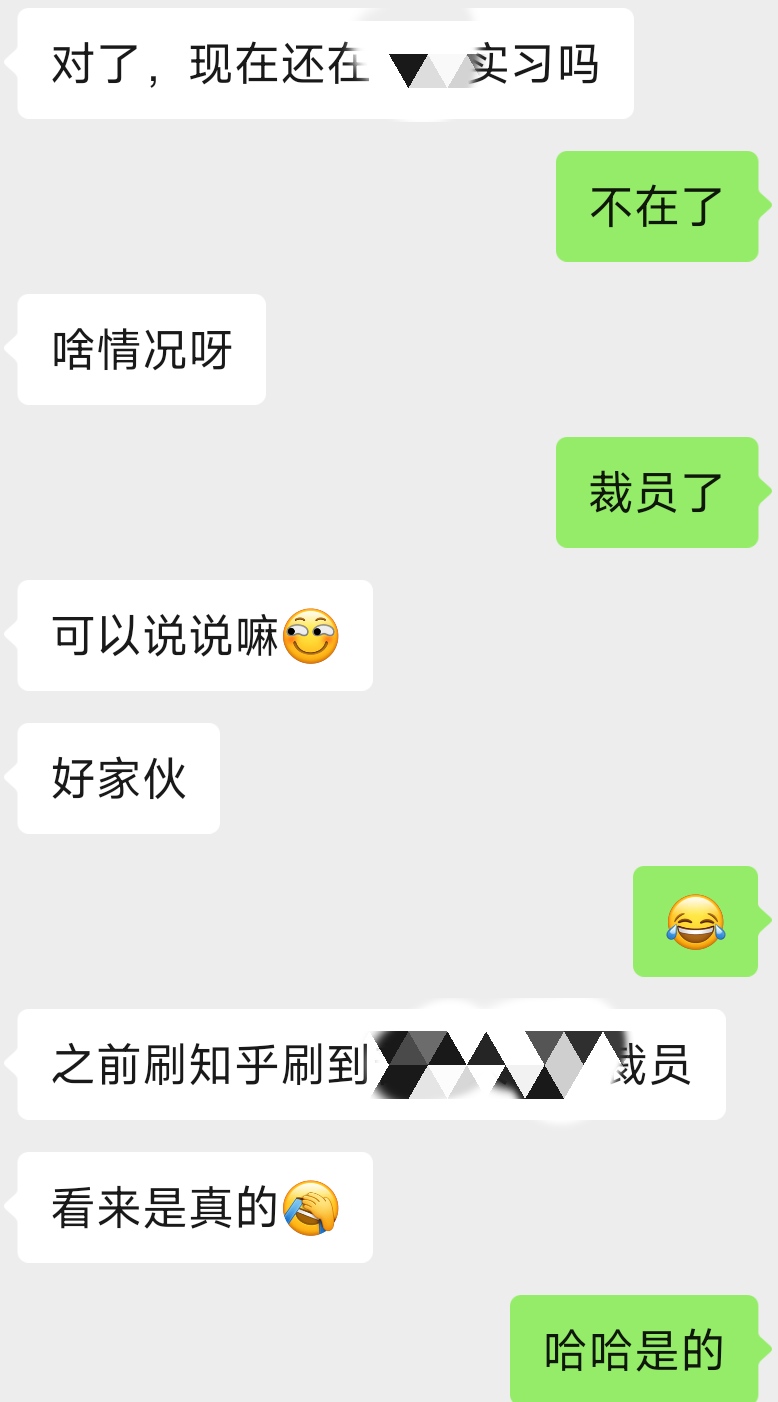 对了，现在还在实习吗
不在了
啥情况呀
裁员了
可以说说嘛
好家伙
之前刷知乎刷到裁员
看来是真的
哈哈是的